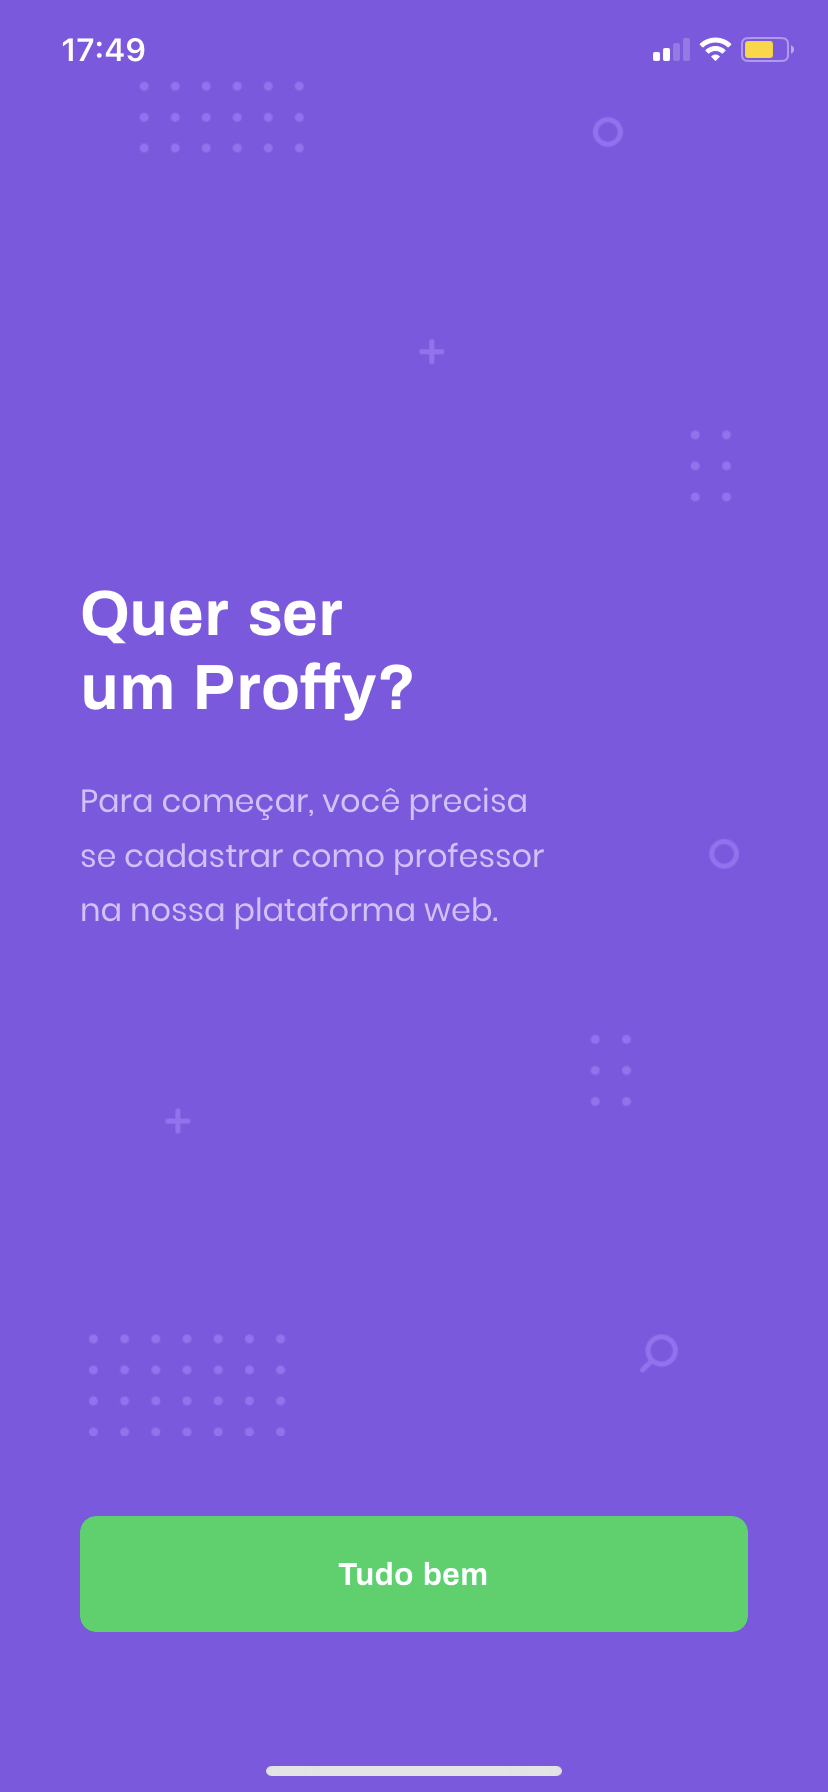 17:49
Quer ser
um Proffy?
Para começar, você precisa
se cadastrar como professor
na nossa plataforma web.
Tudo bem